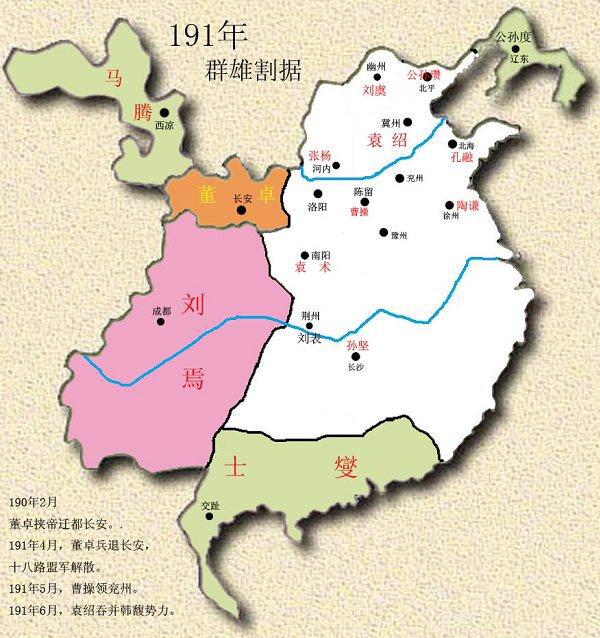 191年
群雄割据
公孙度
辽东
马
腾
西凉
幽州
刘虞
公孙瓒
北平
冀州
袁绍
张杨
河内
北海
孔融
兖州
董卓
长安
洛阳
陈留
曹操
陶谦
徐州
豫州
南阳
袁术
刘
焉
成都
荆州
刘表
孙坚
长沙
士燮
交趾
190年2月
董卓挟帝迁都长安。.
191年4月，董卓兵退长安，
十八路盟军解散。
191年5月，曹操领兖州。
191年6月，袁绍吞并韩馥势力。